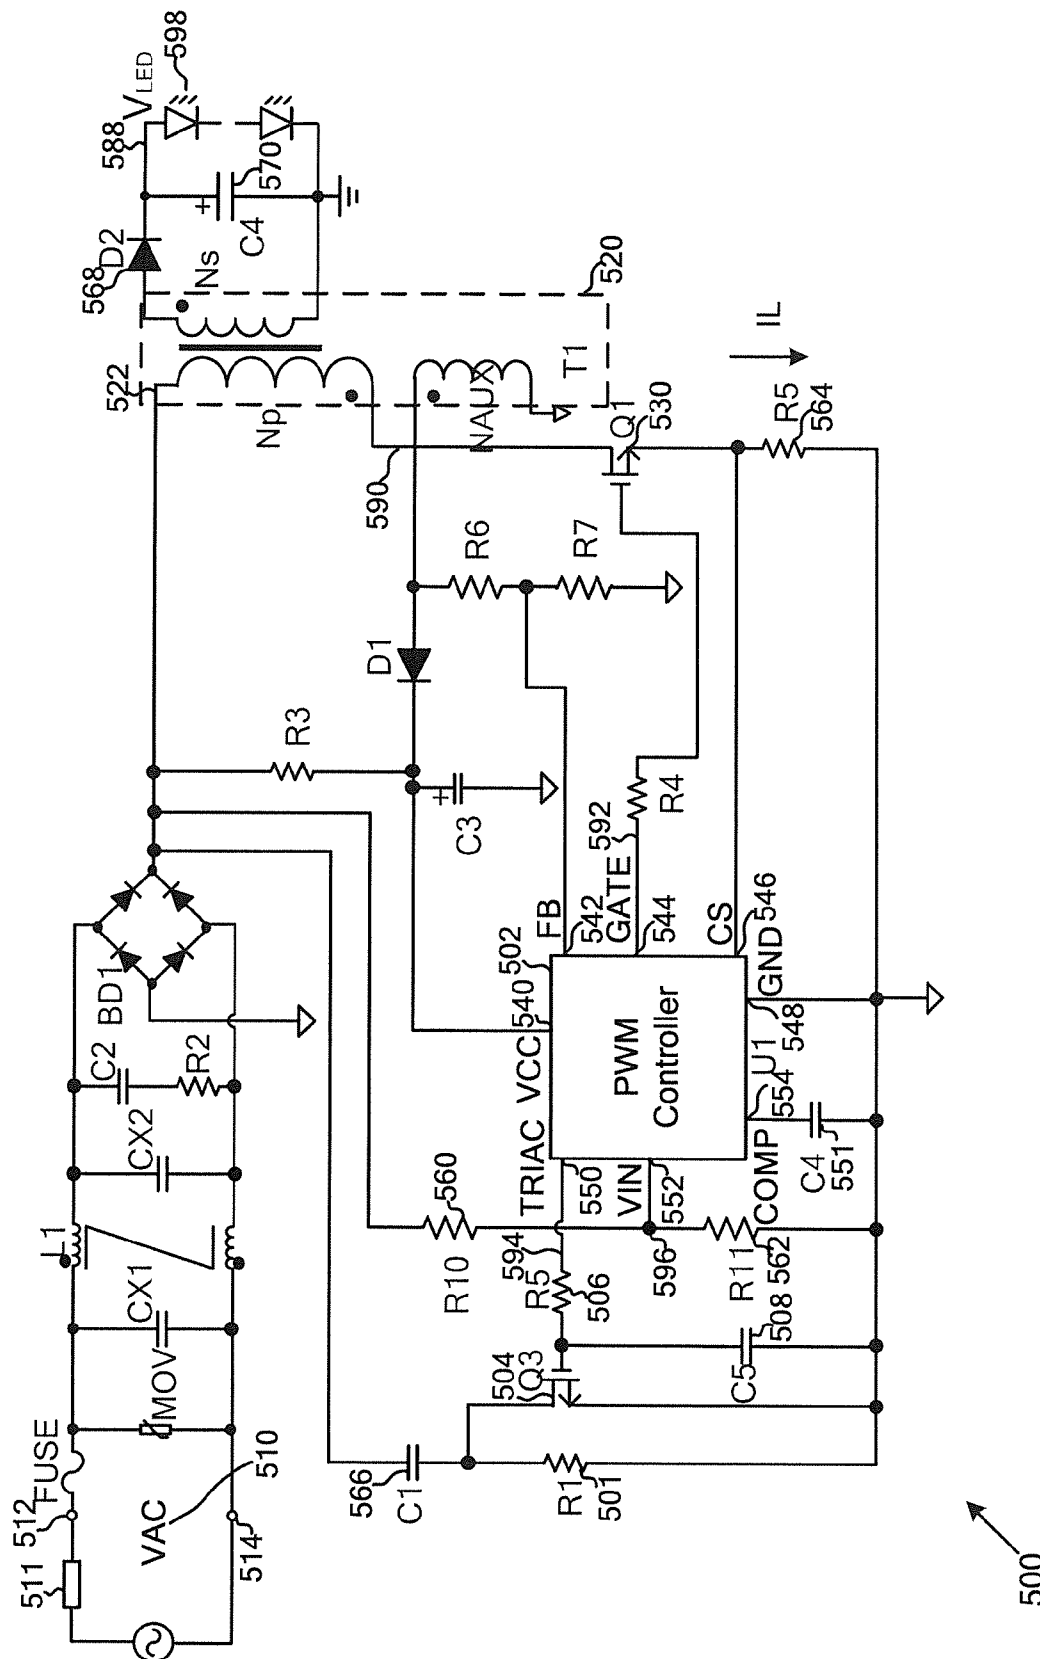 511
512
FUSE
VAC
510
514
MOV
CX1
L1
CX2
C2
R2
BD1
522
568
D2
588
V LED
598
570
C4
Ns
Np
520
T1
NAUX
590
Q1
530
IL
R5
564
R3
D1
R6
R7
C3
R4
592
FB
542
GATE
544
CS
546
GND
548
502
540
VCC
PWM
Controller
U1
554
COMP
C4
551
TRIAC
550
VIN
552
560
R10
594
596
R5
506
R11
562
508
C5
504
Q3
566
C1
R1
501
500